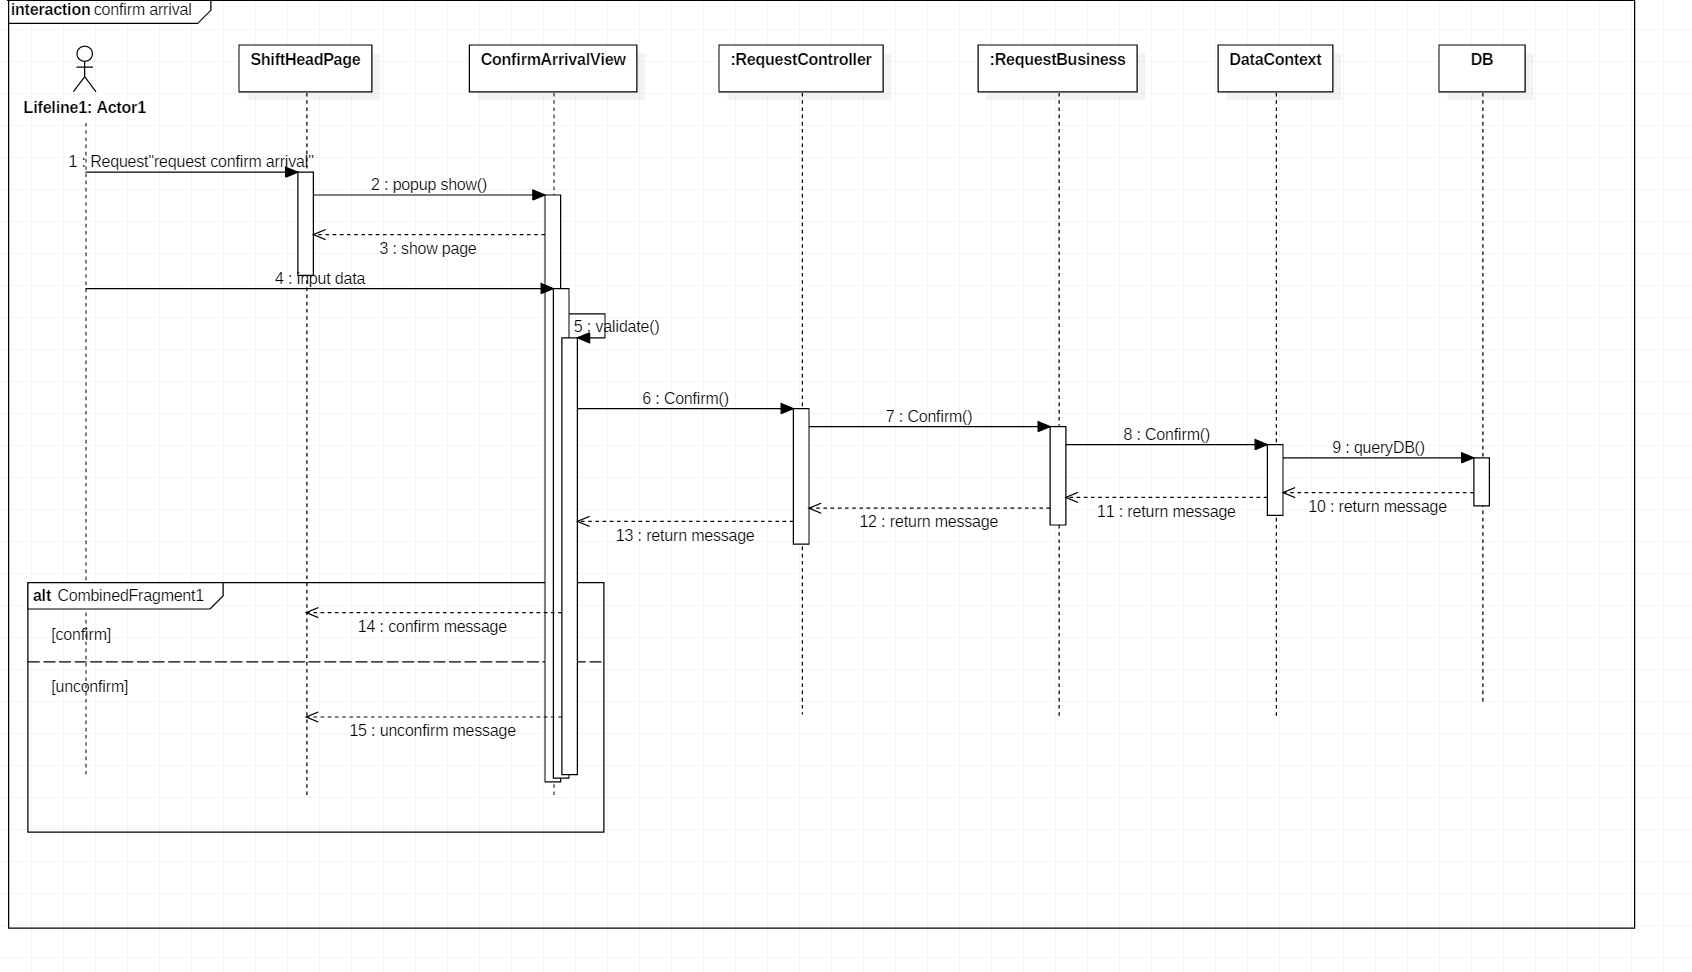 interaction confirm arrival
ShiftHeadPage
ConfirmArrivalView
:RequestController
:RequestBusiness
DataContext
DB
Lifeline1: Actor1
1 : Request"request confirm arrival"
2 : popup show()
3 : show page
4 : input data
5 : validate()
6 : Confirm()
7 : Confirm()
8 : Confirm()
9 : queryDB()
10 : return message
11 : return message
12 : return message
13 : return message
alt CombinedFragment1
14 : confirm message
[confirm]
[unconfirm]
15 : unconfirm message